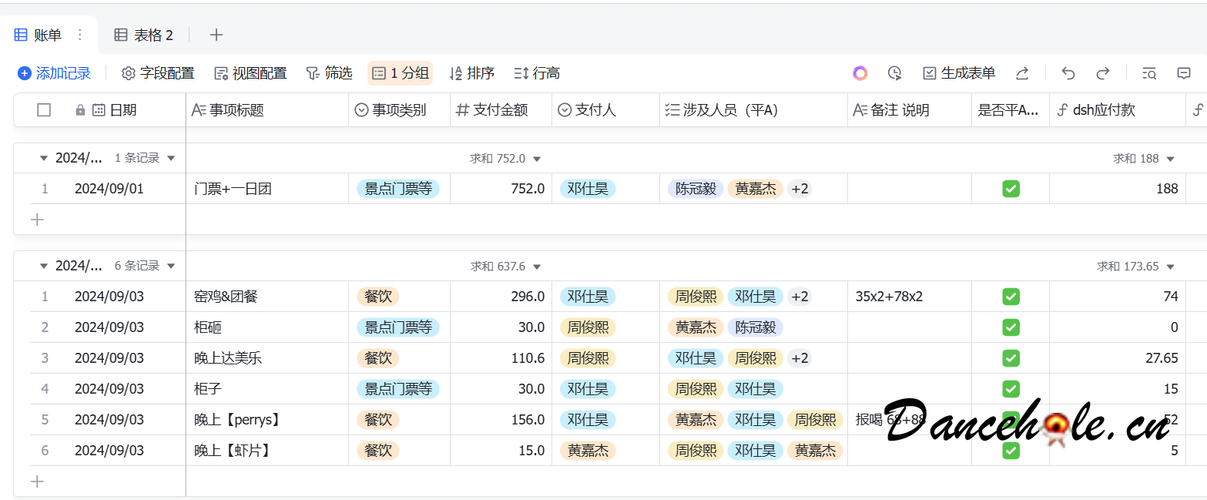 账单 表格 2
添加记录 字段配置 视图配置 筛选 1 分组 排序 行高 生成表单
日期 事项标题 事项类别 支付金额 支付人 涉及人员（平A） 备注 说明 是否平A... dsh应付款
2024/... 1 条记录 求和 752.0 求和 188
1 2024/09/01 门票+一日团 景点门票等 752.0 邓仕昊 陈冠毅 黄嘉杰 +2 188
2024/... 6 条记录 求和 637.6 求和 173.65
1 2024/09/03 窑鸡&团餐 餐饮 296.0 邓仕昊 周俊熙 邓仕昊 +2 35x2+78x2 74
2 2024/09/03 柜砸 景点门票等 30.0 周俊熙 黄嘉杰 陈冠毅 0
3 2024/09/03 晚上达美乐 餐饮 110.6 周俊熙 邓仕昊 周俊熙 +2 27.65
4 2024/09/03 柜子 景点门票等 30.0 邓仕昊 周俊熙 邓仕昊 15
5 2024/09/03 晚上【perrys】 餐饮 156.0 邓仕昊 黄嘉杰 邓仕昊 周俊熙 报喝 68+88 52
6 2024/09/03 晚上【虾片】 餐饮 15.0 黄嘉杰 周俊熙 邓仕昊 黄嘉杰 5
Dancehole.cn